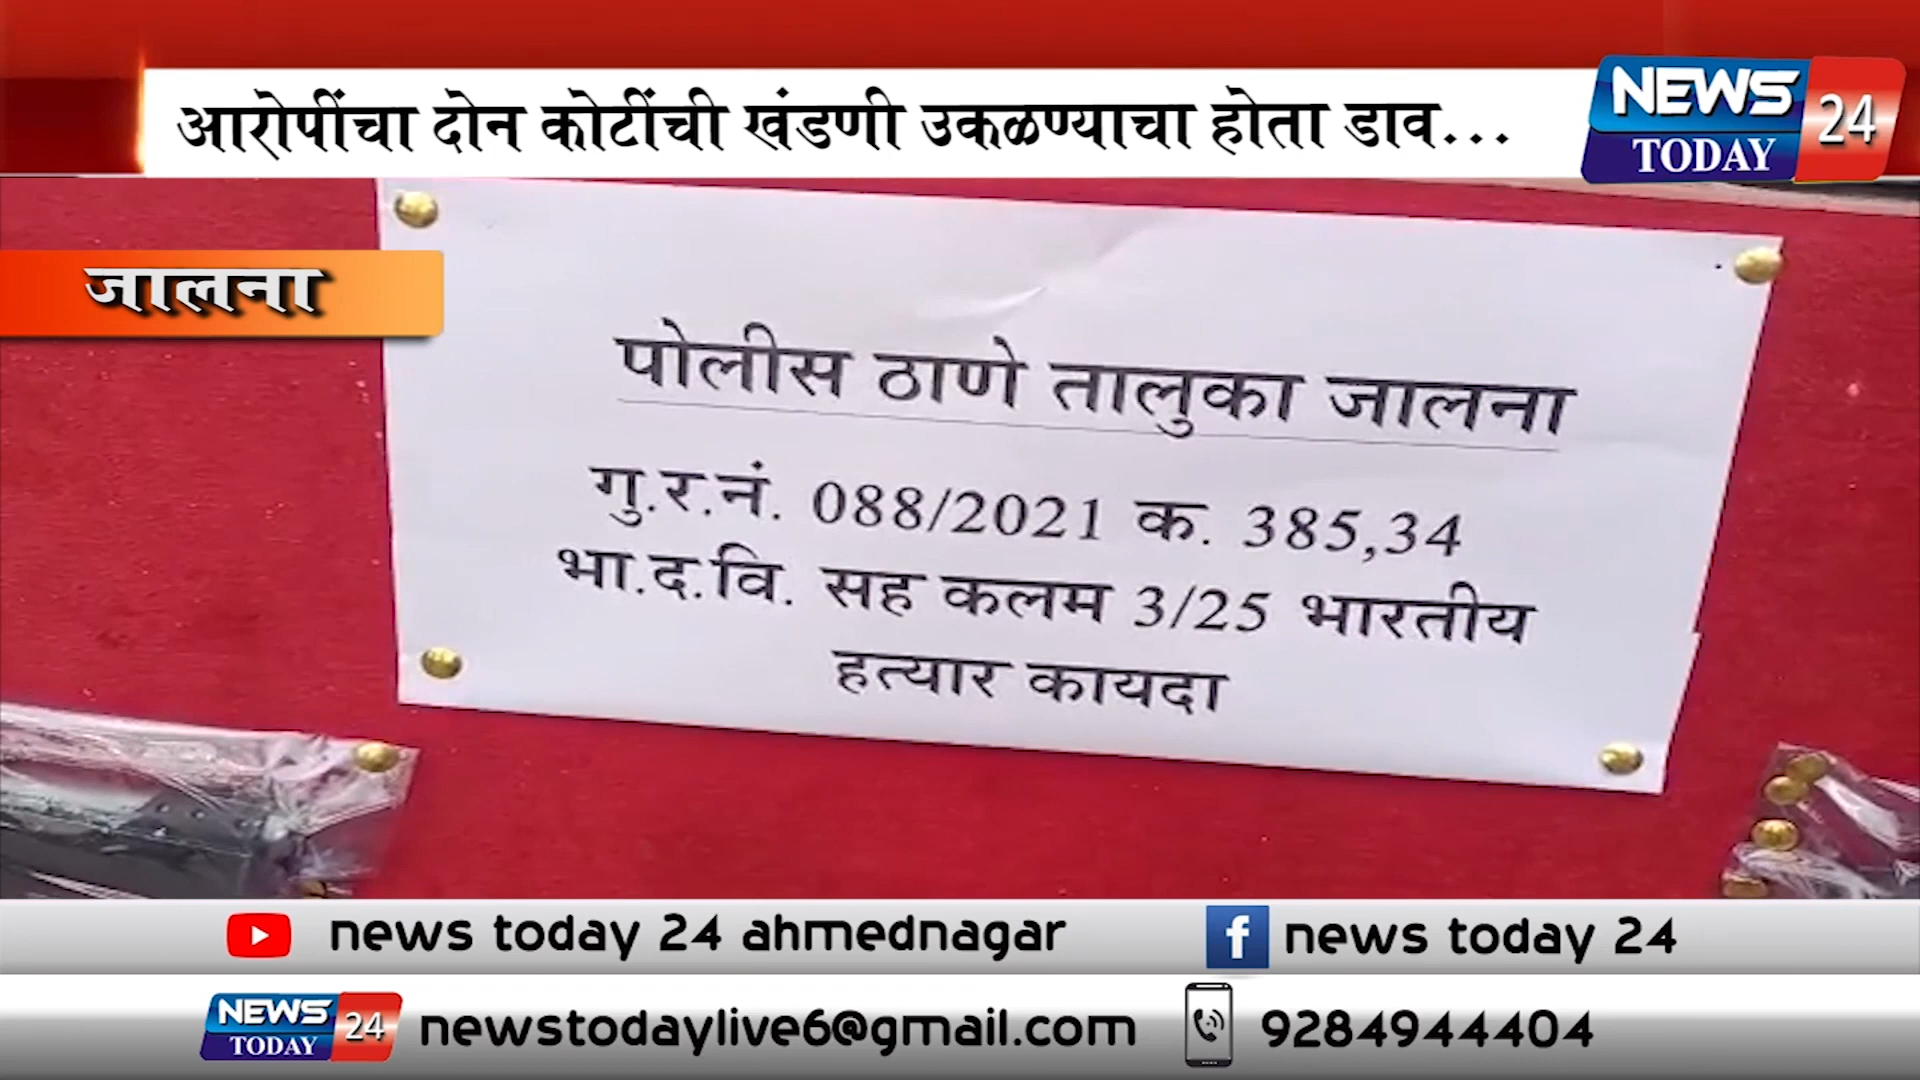 आरोपींचा दोन कोटींची खंडणी उकळण्याचा होता डाव...
NEWS
TODAY 24
जालना
पोलीस ठाणे तालुका जालना
गु.र.नं. 088/2021 क. 385,34
भा.द.वि. सह कलम 3/25 भारतीय
हत्यार कायदा
news today 24 ahmednagar
news today 24
NEWS
TODAY 24
newstodaylive6@gmail.com
9284944404